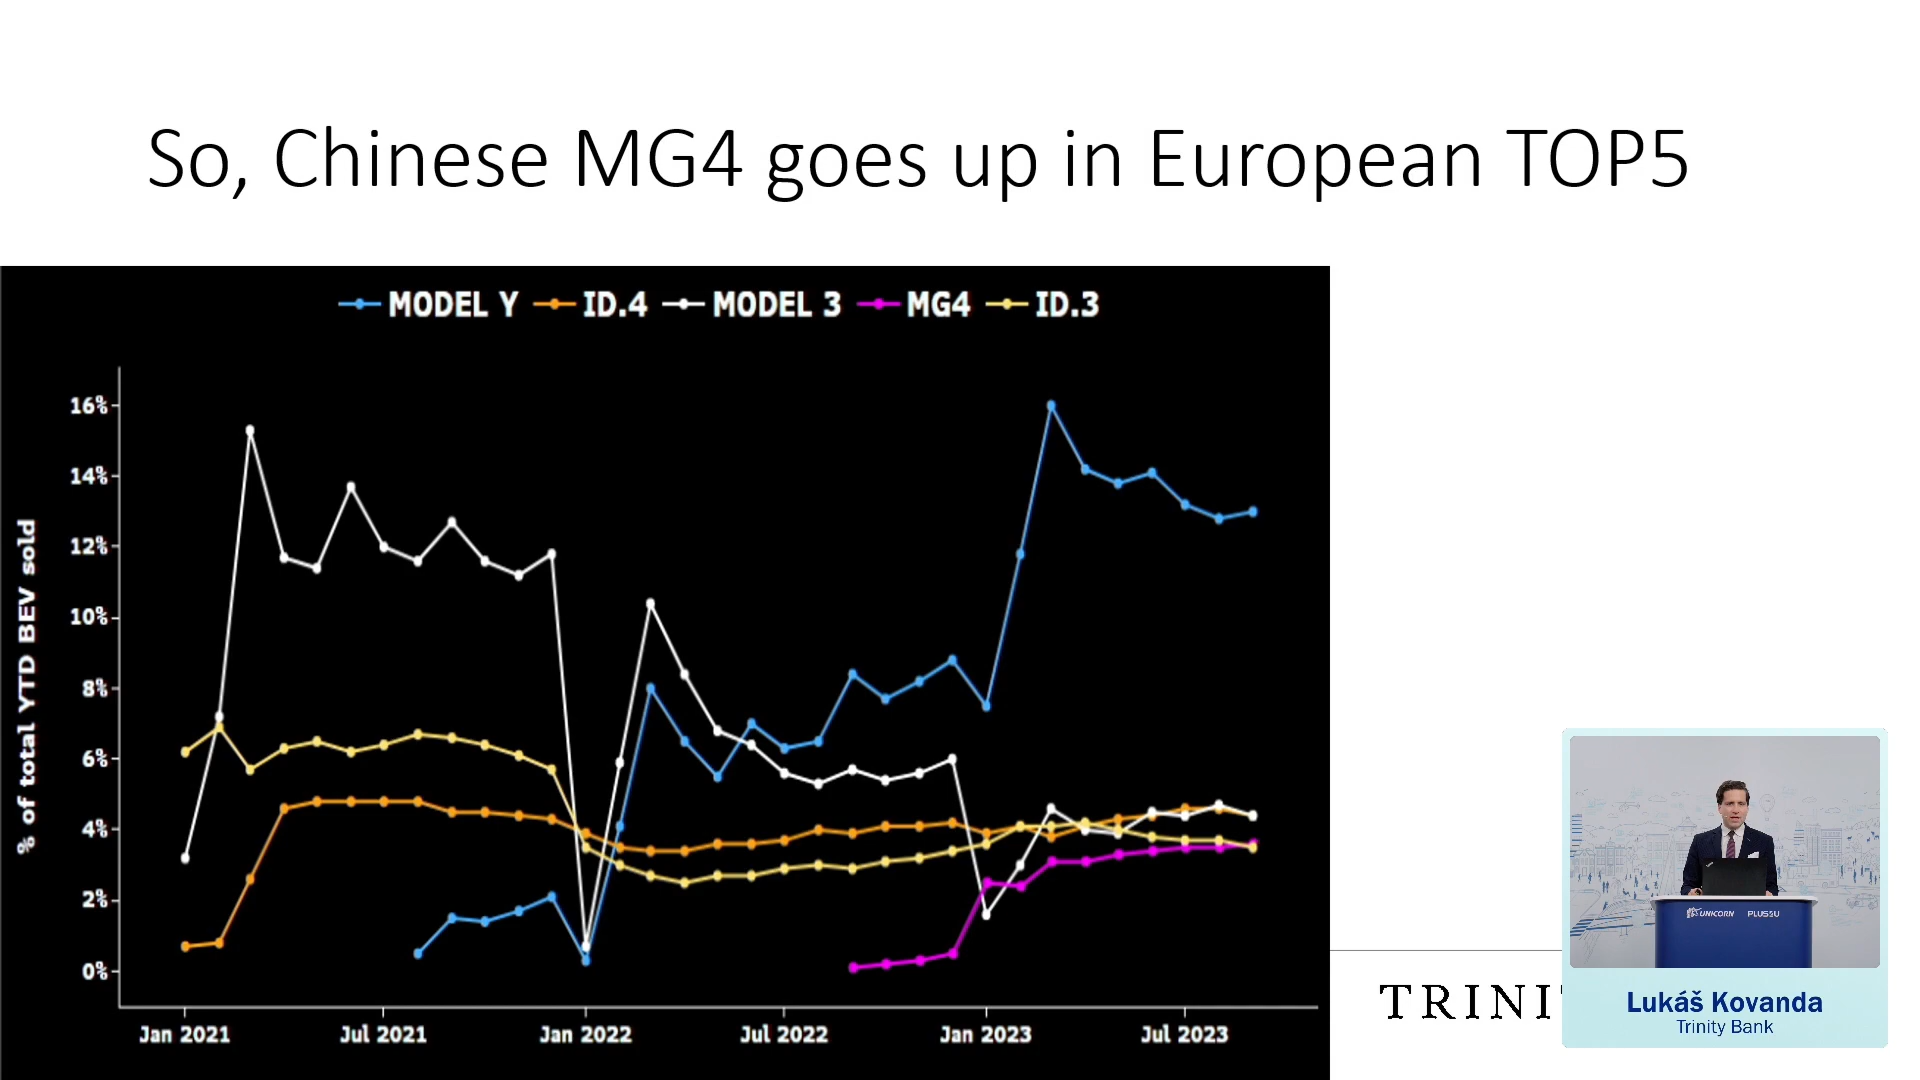 So, Chinese MG4 goes up in European TOP5
MODEL Y ID.4 MODEL 3 MG4 ID.3
% of total YTD BEV sold
16%
14%
12%
10%
8%
6%
4%
2%
0%
Jan 2021 Jul 2021 Jan 2022 Jul 2022 Jan 2023 Jul 2023
TRINI
UNICORN PLUS4U
Lukáš Kovanda
Trinity Bank